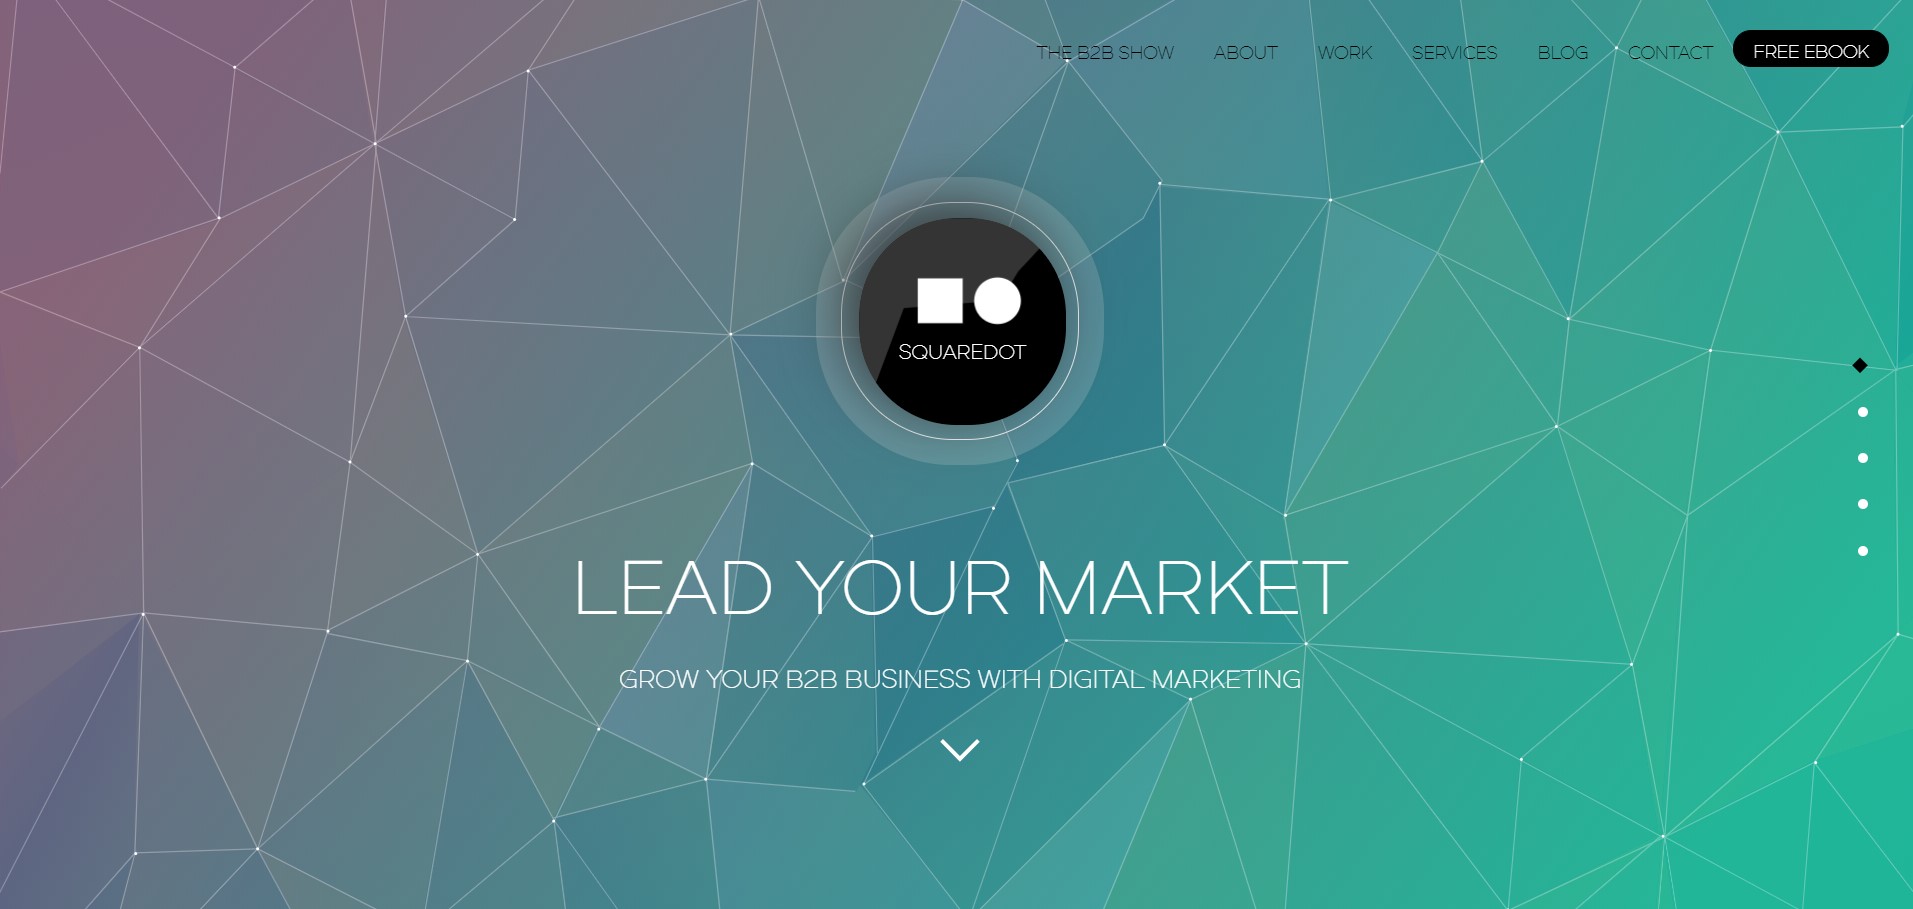 THE B2B SHOW ABOUT WORK SERVICES BLOG CONTACT FREE EBOOK
SQUAREDOT
LEAD YOUR MARKET
GROW YOUR B2B BUSINESS WITH DIGITAL MARKETING